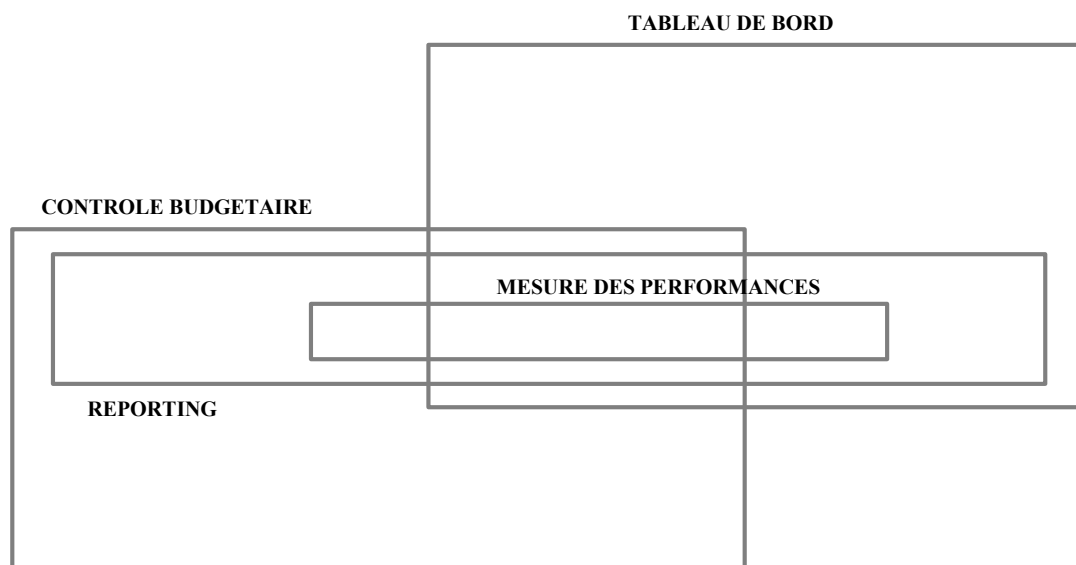 TABLEAU DE BORD
CONTROLE BUDGETAIRE
MESURE DES PERFORMANCES
REPORTING